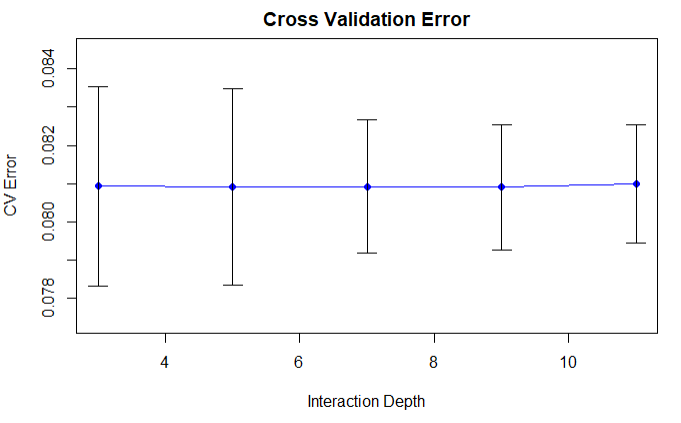 Cross Validation Error
CV Error
0.084
0.082
0.080
0.078
4 6 8 10
Interaction Depth